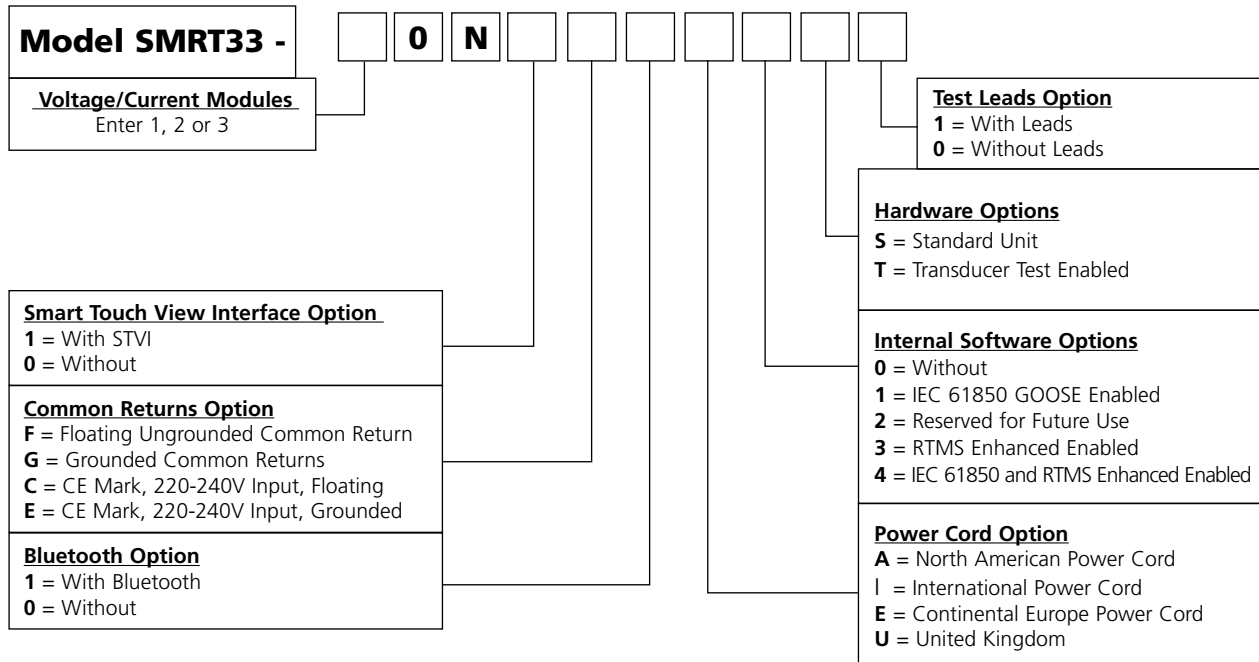 Model SMRT33 - 0 N
Voltage/Current Modules
Enter 1, 2 or 3
Smart Touch View Interface Option
1 = With STVI
0 = Without
Common Returns Option
F = Floating Ungrounded Common Return
G = Grounded Common Returns
C = CE Mark, 220-240V Input, Floating
E = CE Mark, 220-240V Input, Grounded
Bluetooth Option
1 = With Bluetooth
0 = Without
Test Leads Option
1 = With Leads
0 = Without Leads
Hardware Options
S = Standard Unit
T = Transducer Test Enabled
Internal Software Options
0 = Without
1 = IEC 61850 GOOSE Enabled
2 = Reserved for Future Use
3 = RTMS Enhanced Enabled
4 = IEC 61850 and RTMS Enhanced Enabled
Power Cord Option
A = North American Power Cord
I = International Power Cord
E = Continental Europe Power Cord
U = United Kingdom